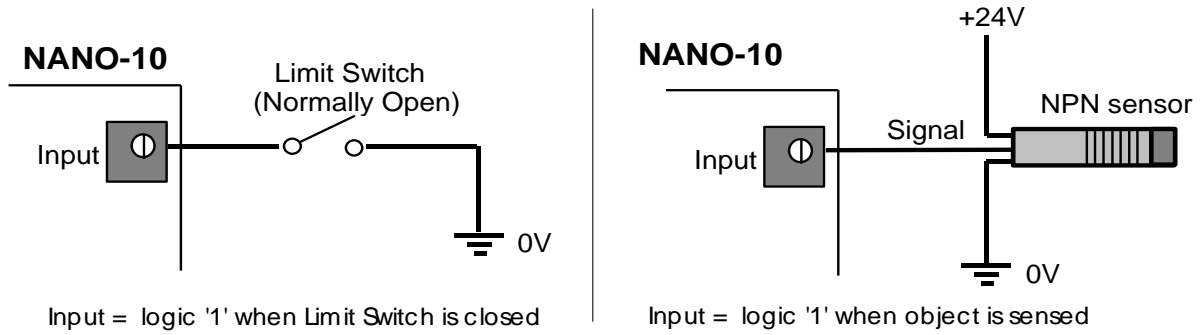 NANO-10
Limit Switch
(Normally Open)
Input
0V
Input = logic '1' when Limit Switch is closed
+24V
NANO-10
NPN sensor
Signal
Input
0V
Input = logic '1' when object is sensed